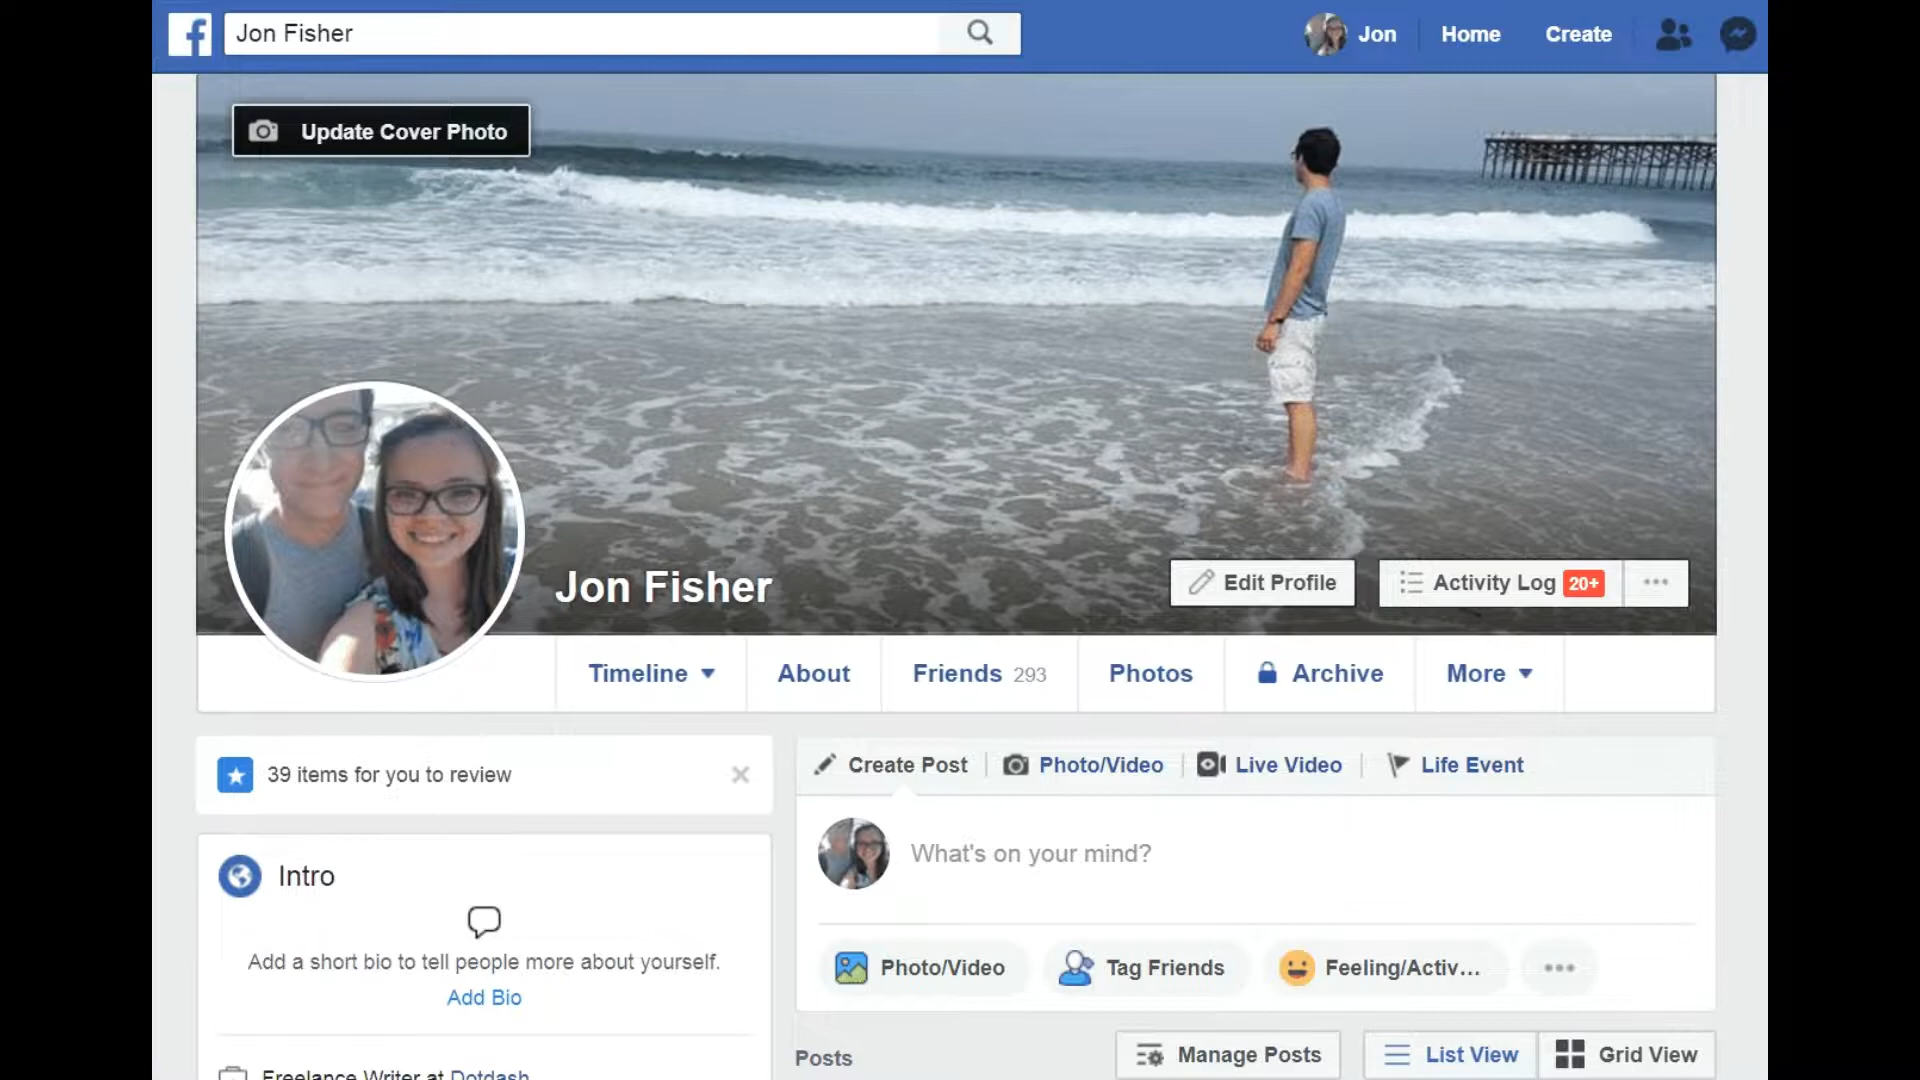 Jon Fisher
Jon
Home
Create
Update Cover Photo
Jon Fisher
Edit Profile
Activity Log 20+
Timeline
About
Friends 293
Photos
Archive
More
39 items for you to review
Create Post
Photo/Video
Live Video
Life Event
What's on your mind?
Intro
Add a short bio to tell people more about yourself.
Add Bio
Photo/Video
Tag Friends
Feeling/Activ...
Posts
Manage Posts
List View
Grid View
Freelance Writer at Dotdash